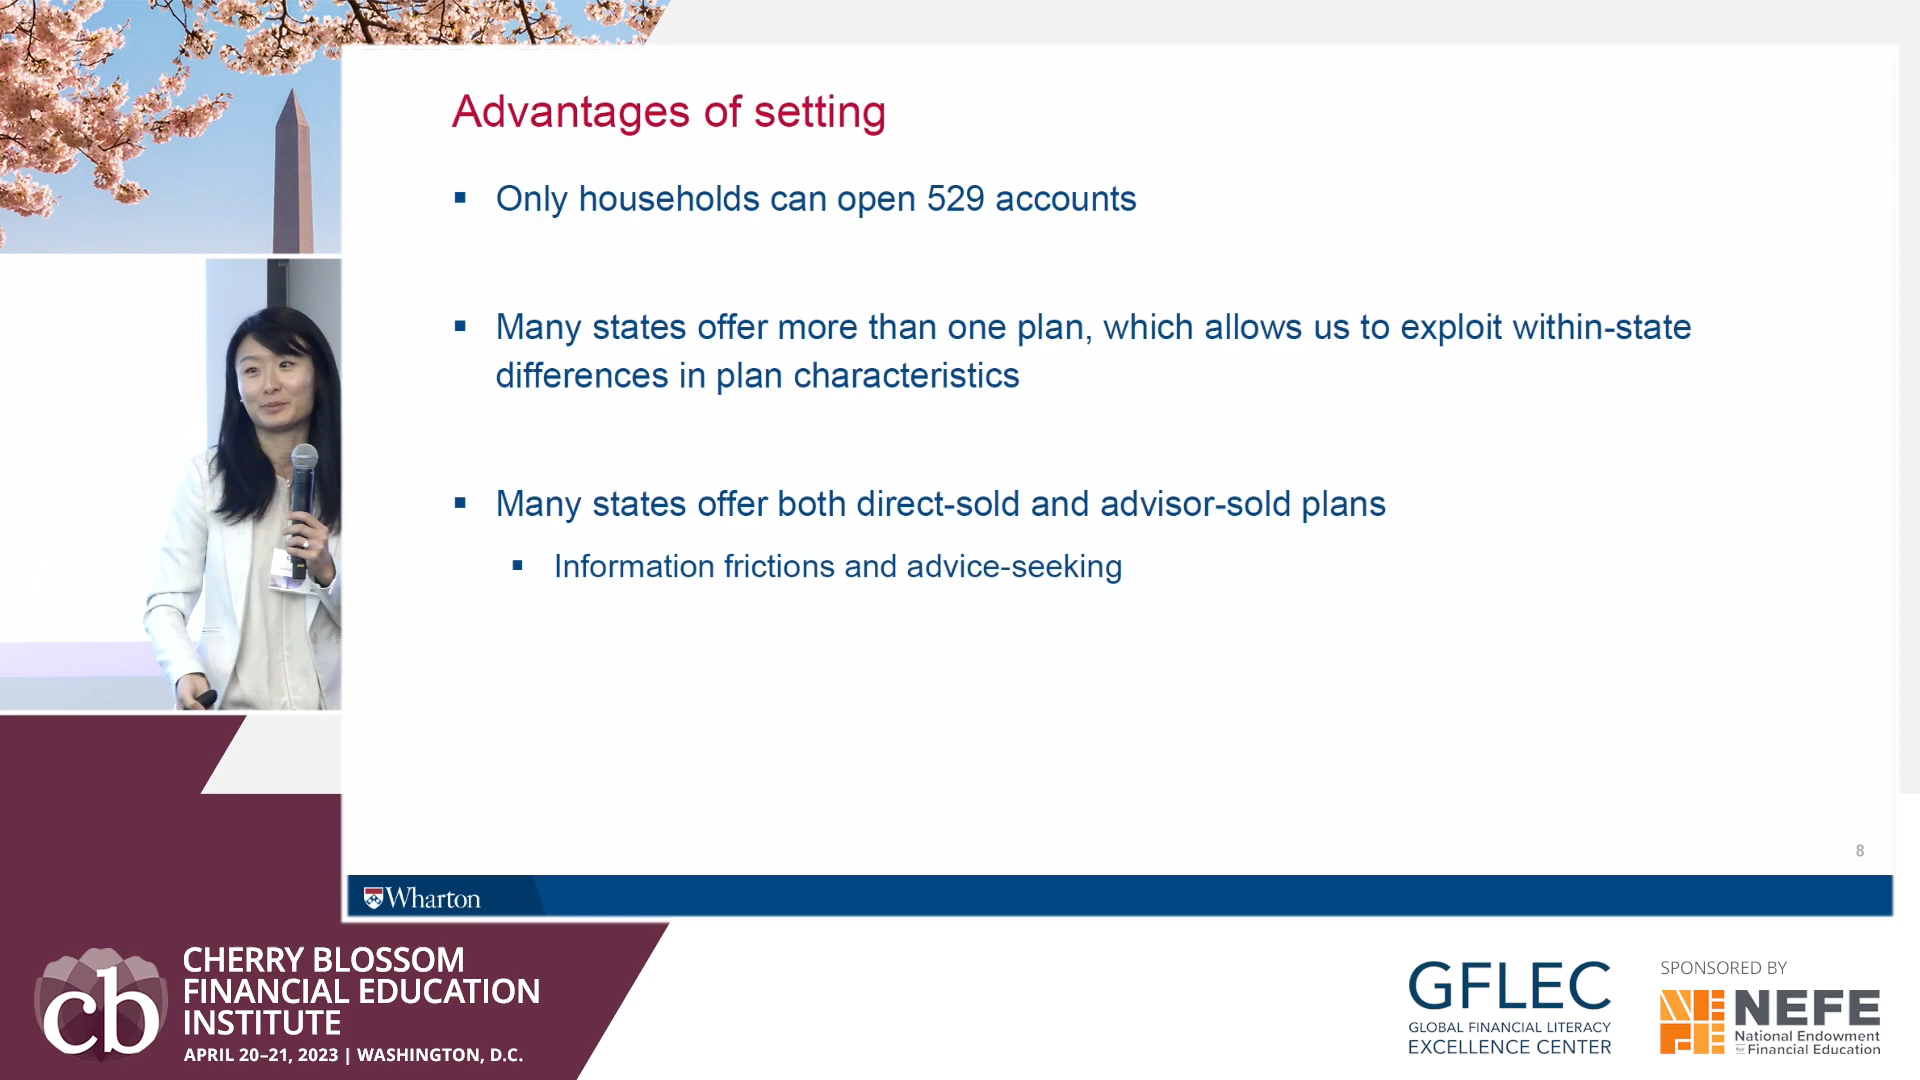 Advantages of setting
▪ Only households can open 529 accounts
▪ Many states offer more than one plan, which allows us to exploit within-state
differences in plan characteristics
▪ Many states offer both direct-sold and advisor-sold plans
▪ Information frictions and advice-seeking
8
Wharton
cb
CHERRY BLOSSOM
FINANCIAL EDUCATION
INSTITUTE
APRIL 20–21, 2023 | WASHINGTON, D.C.
GFLEC
GLOBAL FINANCIAL LITERACY
EXCELLENCE CENTER
SPONSORED BY
NEFE
National Endowment
for Financial Education